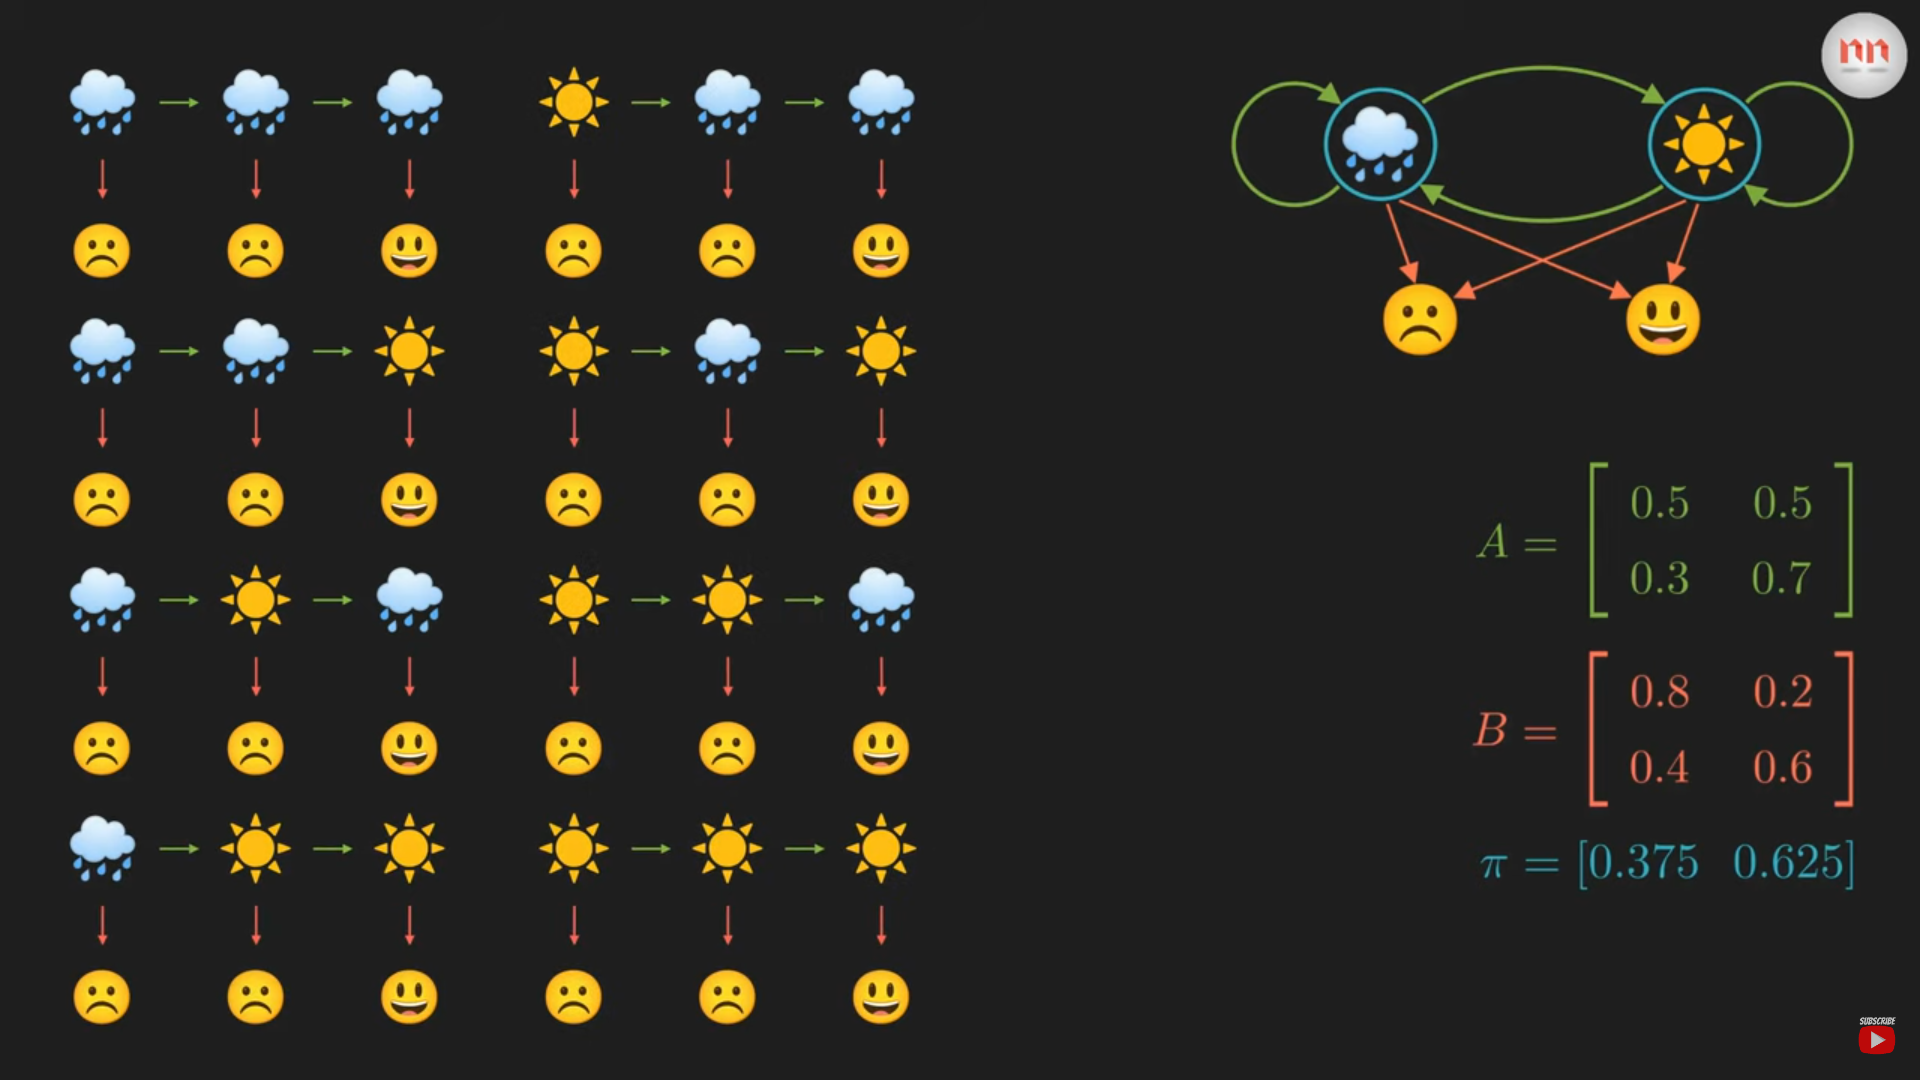 nn
A = [ 0.5 0.5
0.3 0.7 ]
B = [ 0.8 0.2
0.4 0.6 ]
π = [0.375 0.625]
SUBSCRIBE